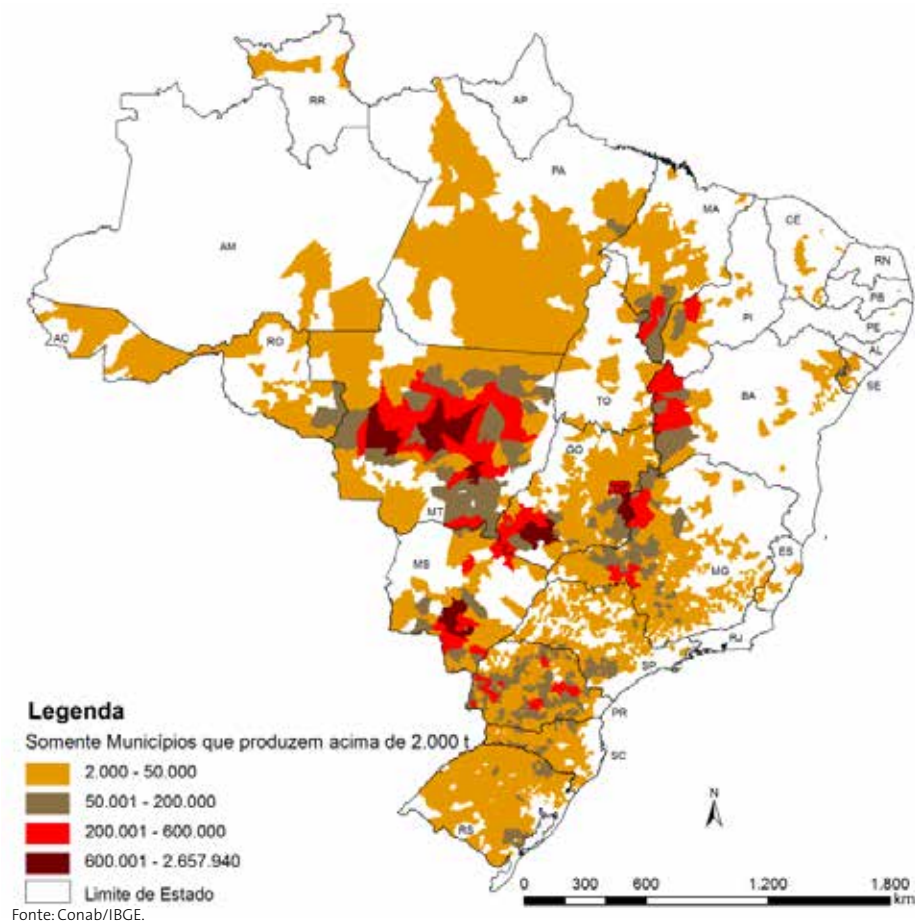 RR
AP
AM
PA
MA
CE
RN
PB
PE
AL
SE
PI
AC
RO
TO
BA
GO
MT
MS
MG
ES
RJ
SP
PR
SC
RS
N
Legenda
Somente Municípios que produzem acima de 2.000 t
2.000 - 50.000
50.001 - 200.000
200.001 - 600.000
600.001 - 2.657.940
Limite de Estado
0 300 600 1.200 1.800
km
Fonte: Conab/IBGE.